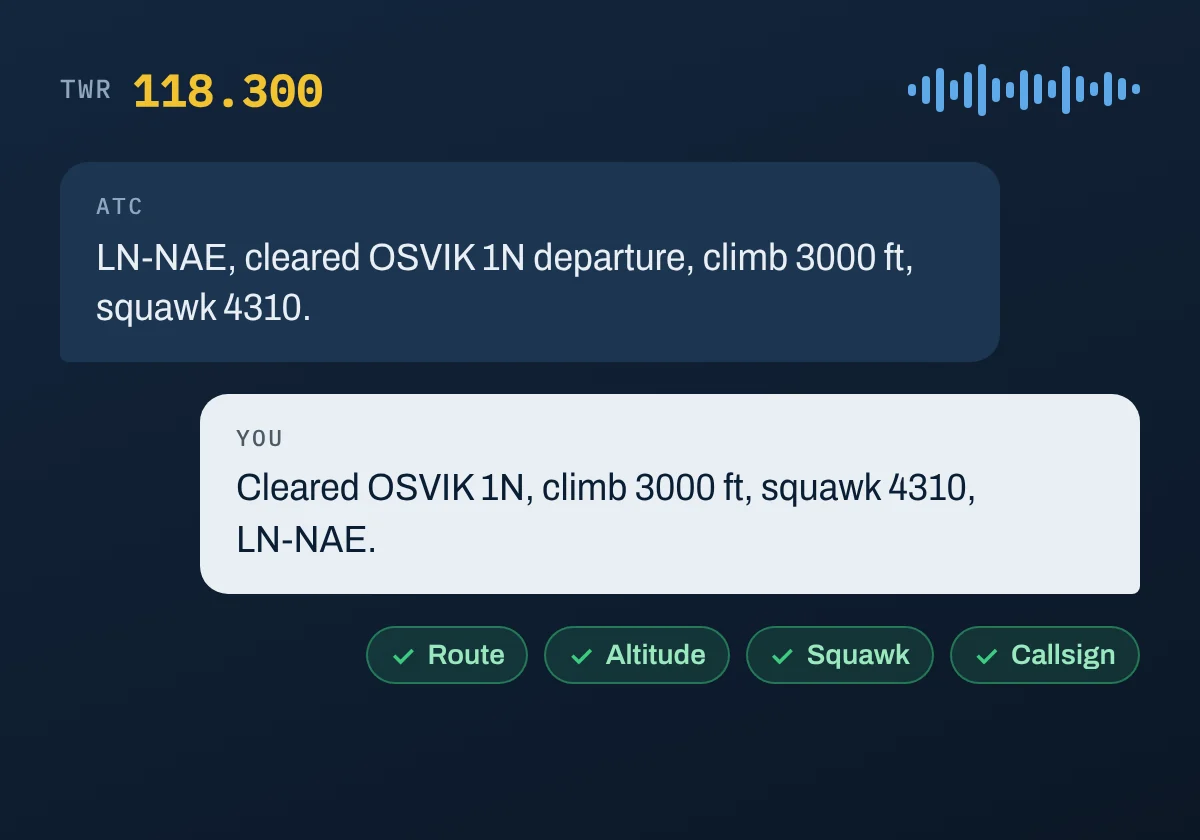 TWR 118.300
ATC
LN-NAE, cleared OSVIK 1N departure, climb 3000 ft,
squawk 4310.
YOU
Cleared OSVIK 1N, climb 3000 ft, squawk 4310,
LN-NAE.
Route Altitude Squawk Callsign